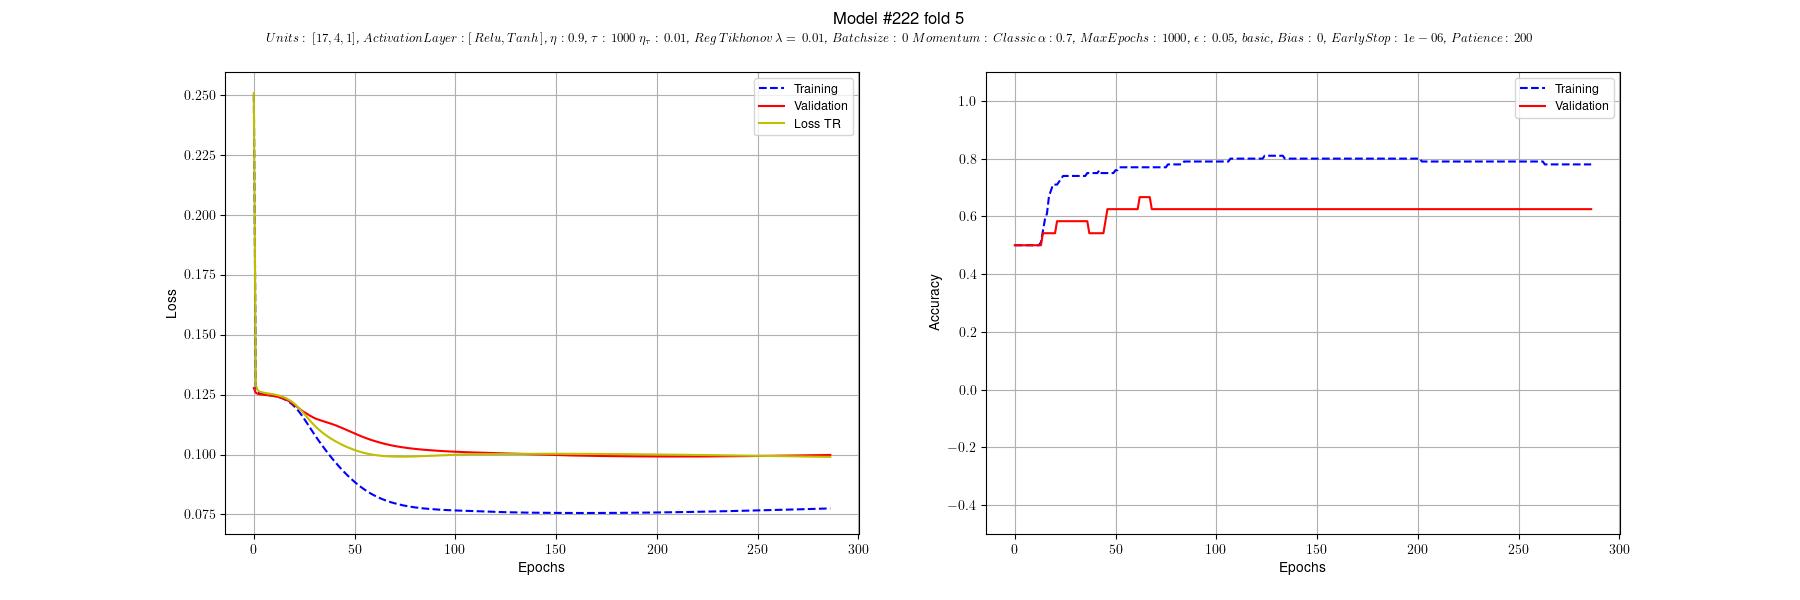 Model #222 fold 5
Units : [17, 4, 1], ActivationLayer : [ Relu, Tanh], η : 0.9, τ : 1000 η_τ : 0.01, Reg Tikhonov λ = 0.01, Batchsize : 0 Momentum : Classic α : 0.7, MaxEpochs : 1000, ϵ : 0.05, basic, Bias : 0, EarlyStop : 1e − 06, Patience : 200
Training
Validation
Loss TR
0.250
0.225
0.200
0.175
0.150
0.125
0.100
0.075
Loss
0 50 100 150 200 250 300
Epochs
Training
Validation
1.0
0.8
0.6
0.4
0.2
0.0
−0.2
−0.4
Accuracy
0 50 100 150 200 250 300
Epochs